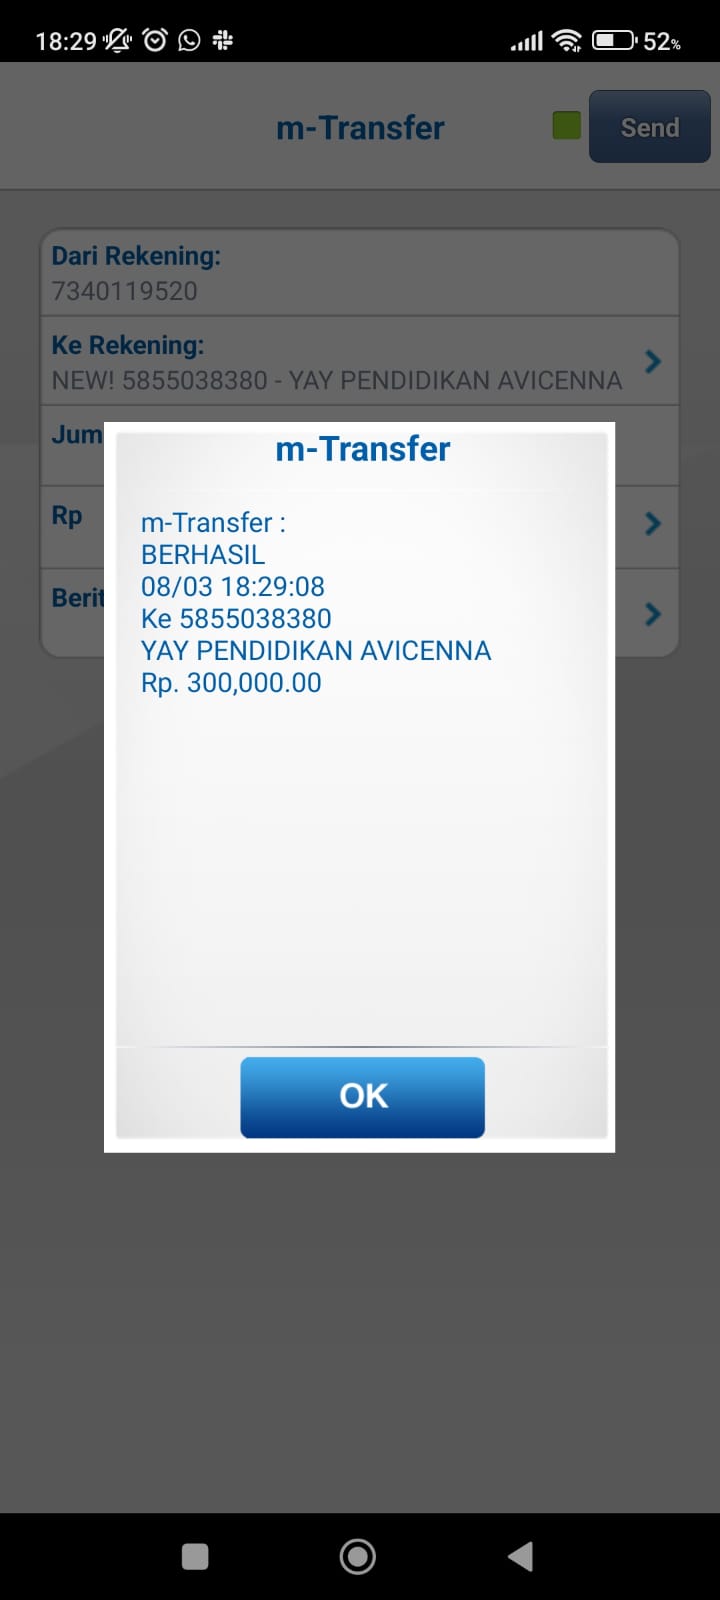 18:29 52%
m-Transfer Send
Dari Rekening:
7340119520
Ke Rekening:
NEW! 5855038380 - YAY PENDIDIKAN AVICENNA
Jum
Rp
Berit
m-Transfer
m-Transfer :
BERHASIL
08/03 18:29:08
Ke 5855038380
YAY PENDIDIKAN AVICENNA
Rp. 300,000.00
OK